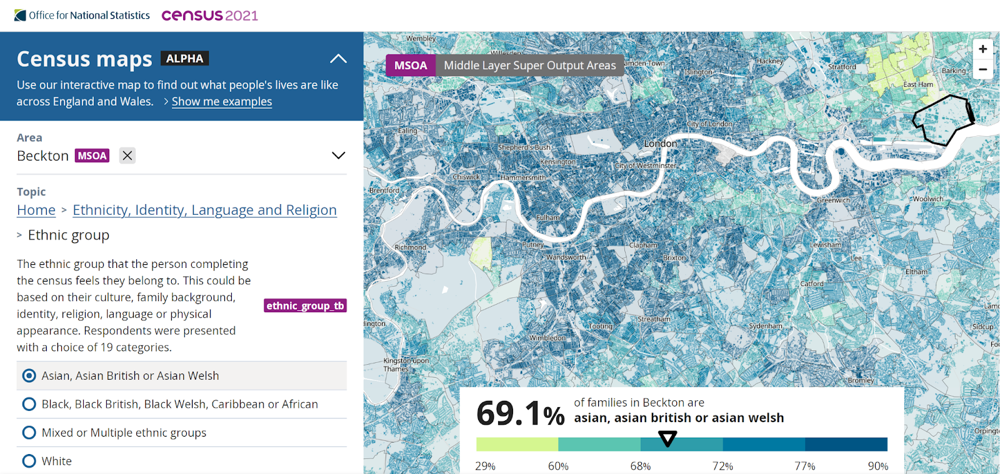 Office for National Statistics census 2021
Census maps ALPHA
Use our interactive map to find out what people's lives are like
across England and Wales. > Show me examples
Area
Beckton MSOA
Topic
Home > Ethnicity, Identity, Language and Religion
> Ethnic group
The ethnic group that the person completing
the census feels they belong to. This could be
based on their culture, family background,
identity, religion, language or physical
appearance. Respondents were presented
with a choice of 19 categories.
ethnic_group_tb
Asian, Asian British or Asian Welsh
Black, Black British, Black Welsh, Caribbean or African
Mixed or Multiple ethnic groups
White
MSOA Middle Layer Super Output Areas
+
−
Wembley
Hackney
Stratford
Islington
Barking
East Ham
City of London
Ealing
London
Shepherd's Bush
Kensington
City of Westminster
Chiswick
Hammersmith
Brentford
Greenwich
Woolwich
Fulham
Richmond
Putney
Wandsworth
Clapham
Brixton
Lewisham
Lee
Eltham
Catford
Streatham
Tooting
Sydenham
Sidcup
Wimbledon
Kingston upon
Thames
Bromley
69.1% of families in Beckton are
asian, asian british or asian welsh
29% 60% 68% 72% 77% 90%